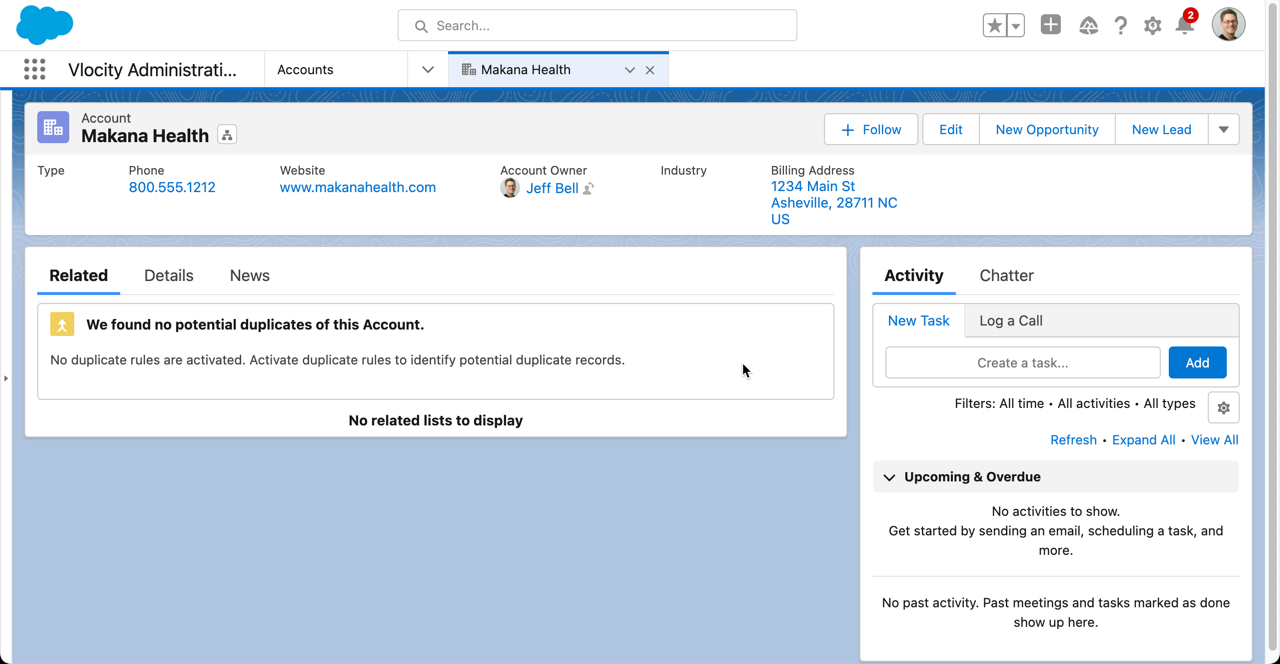 Search...
2
Vlocity Administrati...
Accounts
Makana Health
Account
Makana Health
Follow
Edit
New Opportunity
New Lead
Type
Phone
800.555.1212
Website
www.makanahealth.com
Account Owner
Jeff Bell
Industry
Billing Address
1234 Main St
Asheville, 28711 NC
US
Related
Details
News
We found no potential duplicates of this Account.
No duplicate rules are activated. Activate duplicate rules to identify potential duplicate records.
No related lists to display
Activity
Chatter
New Task
Log a Call
Create a task...
Add
Filters: All time • All activities • All types
Refresh • Expand All • View All
Upcoming & Overdue
No activities to show.
Get started by sending an email, scheduling a task, and
more.
No past activity. Past meetings and tasks marked as done
show up here.